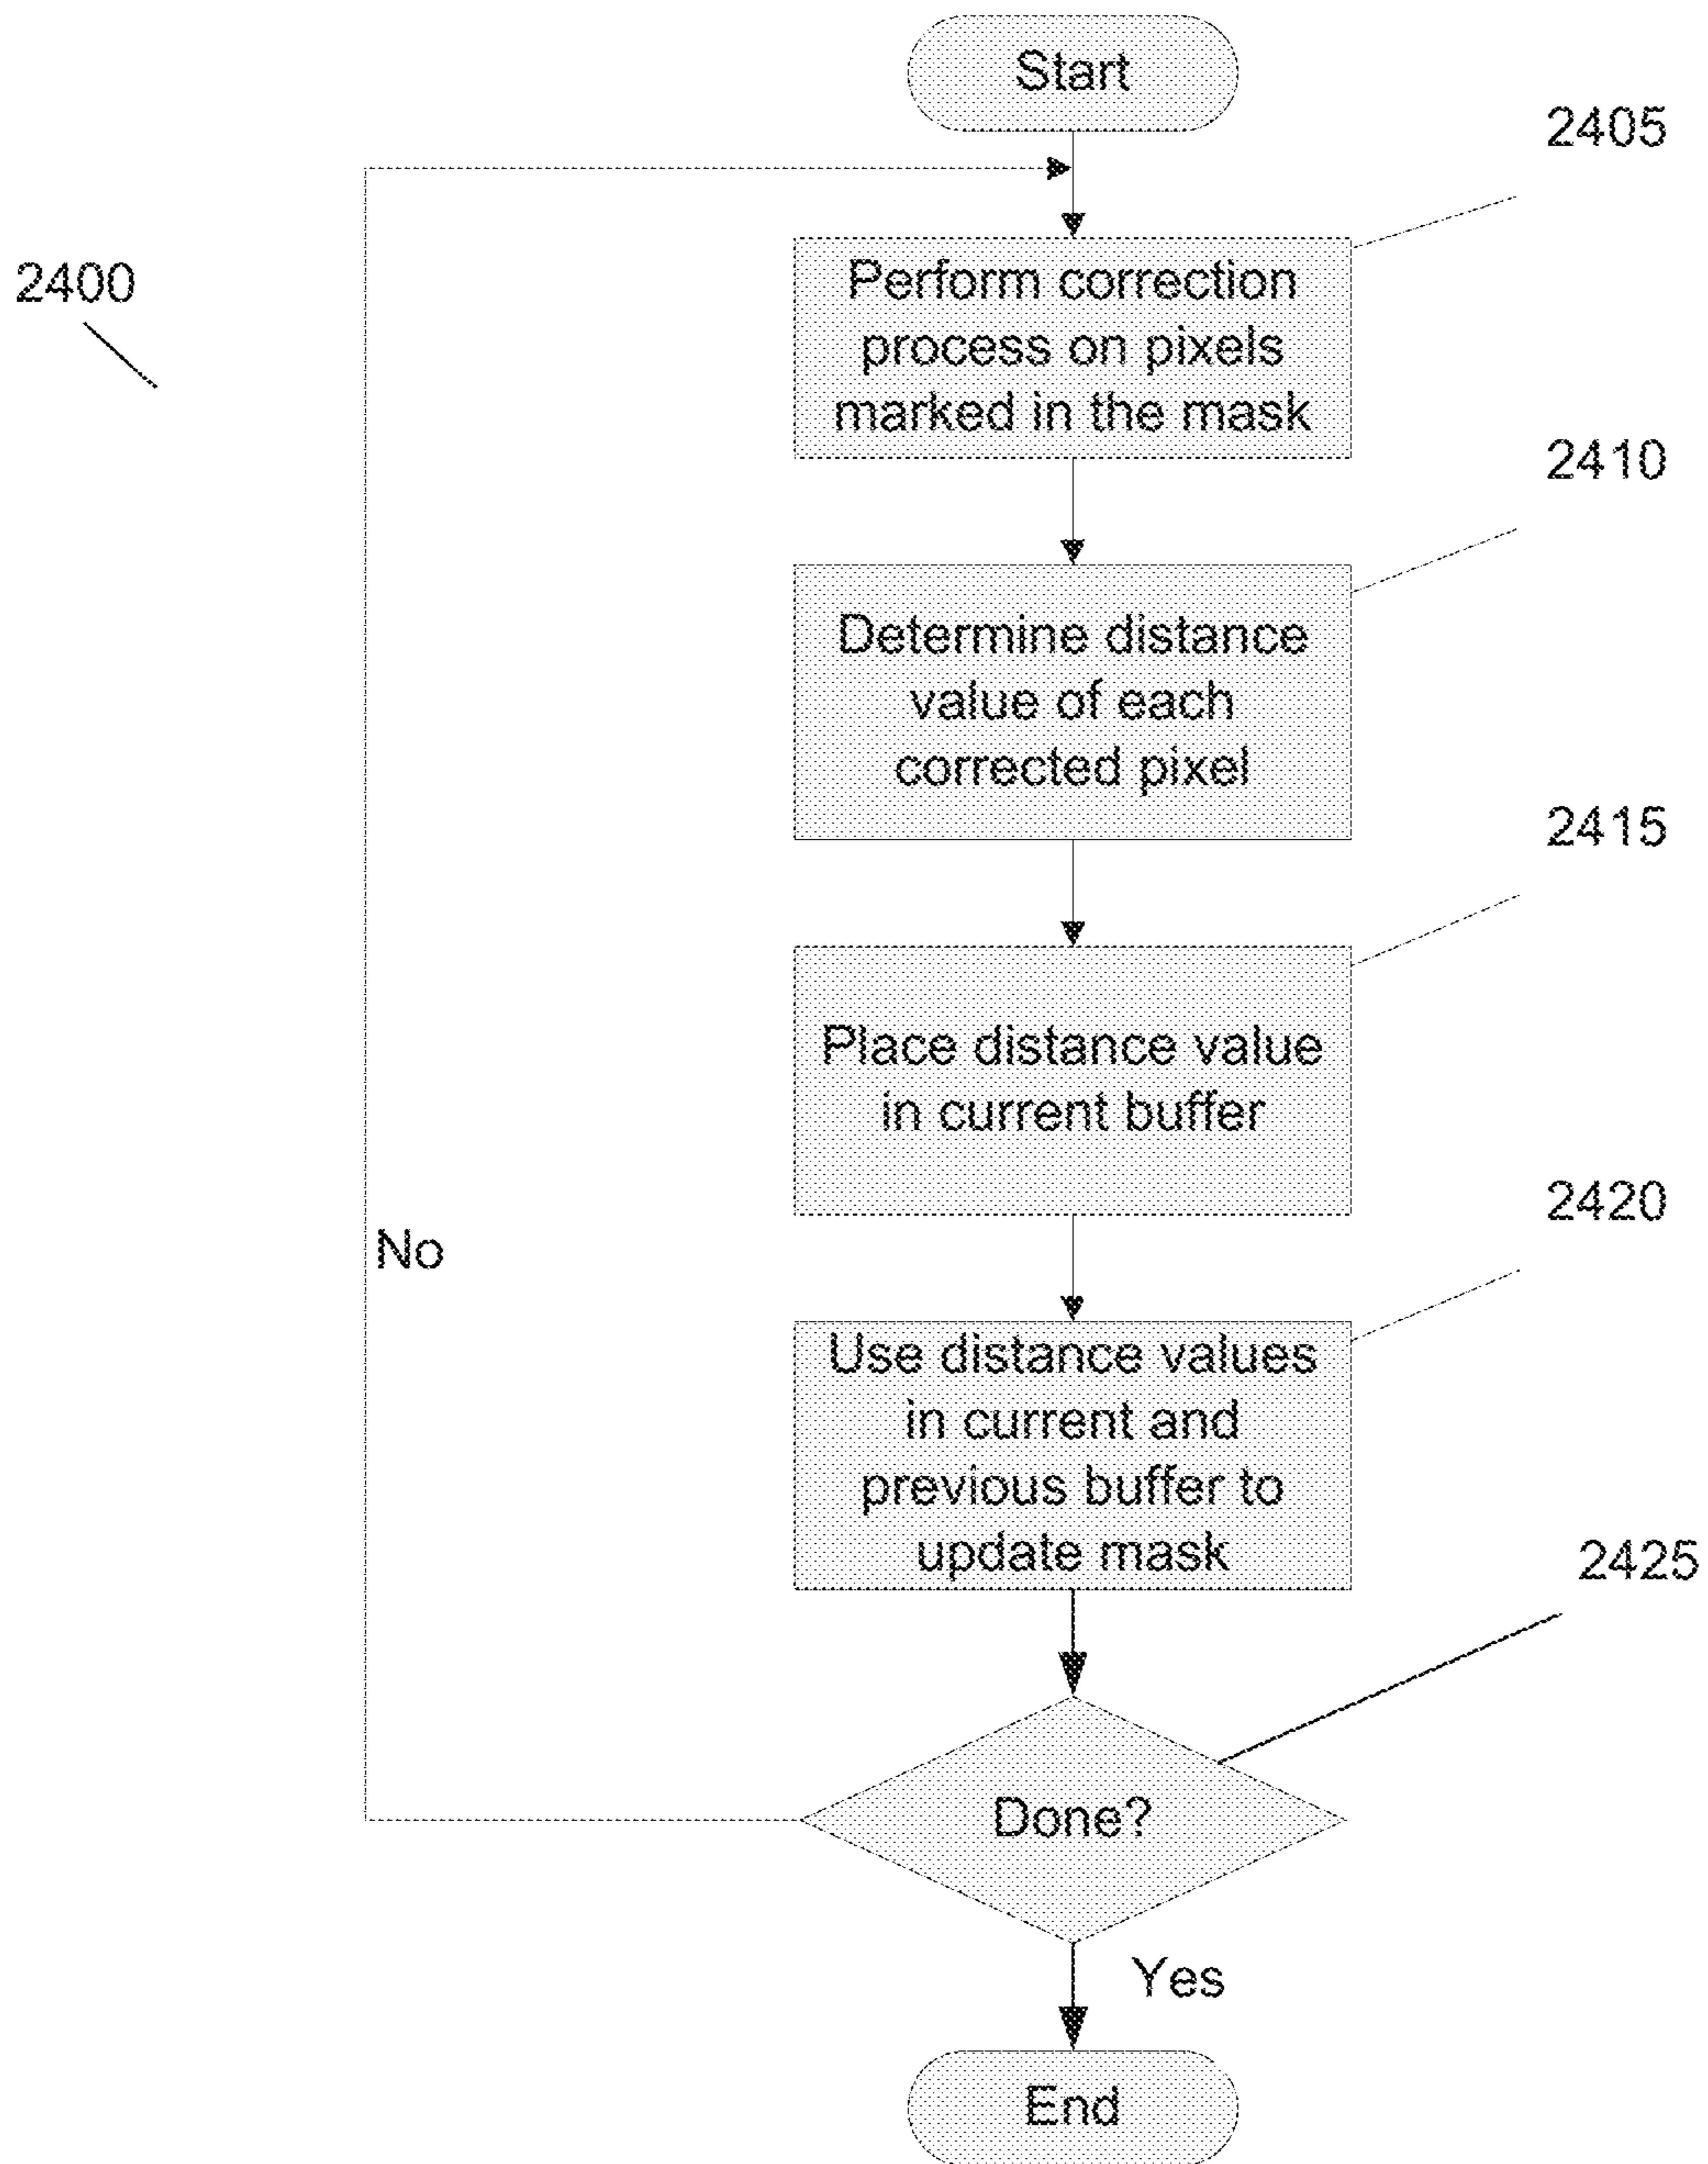 Start
2405
2400
Perform correction
process on pixels
marked in the mask
2410
Determine distance
value of each
corrected pixel
2415
Place distance value
in current buffer
2420
No
Use distance values
in current and
previous buffer to
update mask
2425
Done?
Yes
End